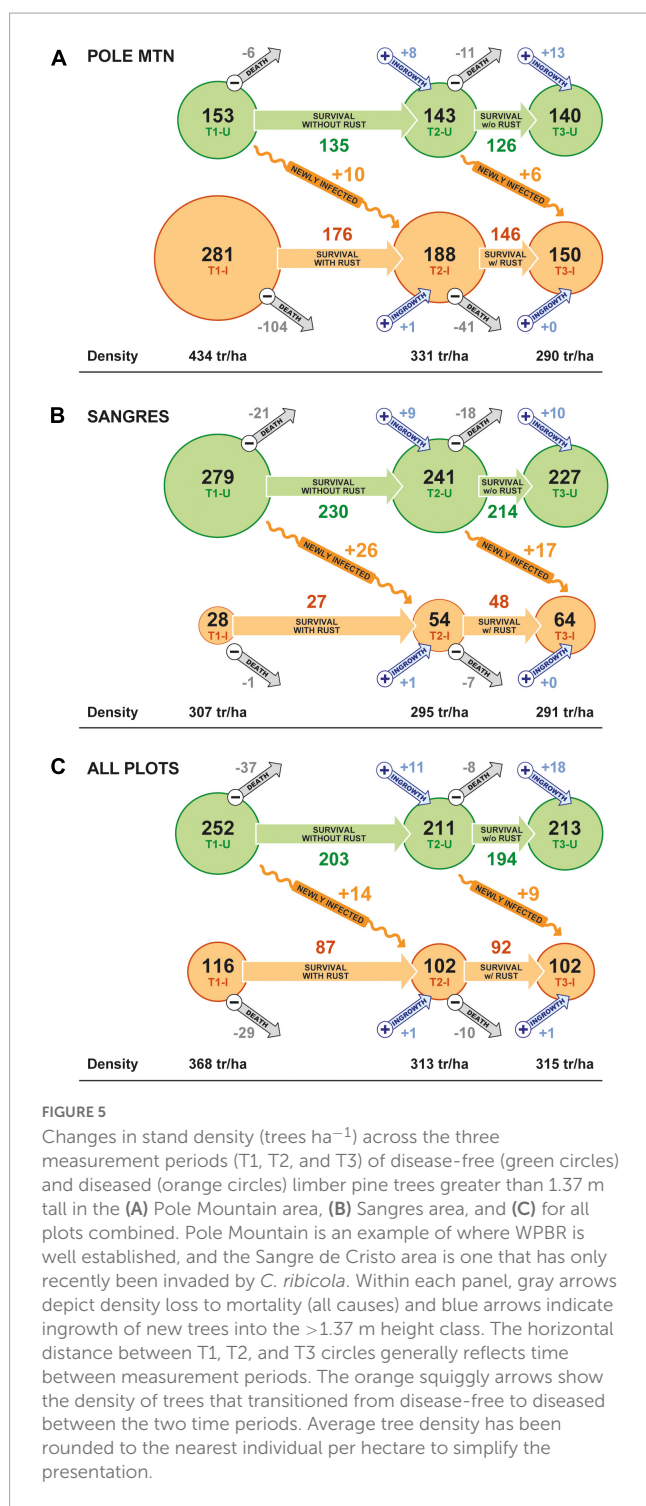 A POLE MTN
-6
DEATH
+8
INGROWTH
-11
DEATH
+13
INGROWTH
153
T1-U
SURVIVAL
WITHOUT RUST
135
143
T2-U
SURVIVAL
w/o RUST
126
140
T3-U
+10
NEWLY INFECTED
+6
NEWLY INFECTED
281
T1-I
176
SURVIVAL
WITH RUST
188
T2-I
146
SURVIVAL
w/ RUST
150
T3-I
DEATH
-104
INGROWTH
+1
DEATH
-41
INGROWTH
+0
Density 434 tr/ha 331 tr/ha 290 tr/ha
B SANGRES
-21
DEATH
+9
INGROWTH
-18
DEATH
+10
INGROWTH
279
T1-U
SURVIVAL
WITHOUT RUST
230
241
T2-U
SURVIVAL
w/o RUST
214
227
T3-U
+26
NEWLY INFECTED
+17
NEWLY INFECTED
28
T1-I
27
SURVIVAL
WITH RUST
54
T2-I
48
SURVIVAL
w/ RUST
64
T3-I
DEATH
-1
INGROWTH
+1
DEATH
-7
INGROWTH
+0
Density 307 tr/ha 295 tr/ha 291 tr/ha
C ALL PLOTS
-37
DEATH
+11
INGROWTH
-8
DEATH
+18
INGROWTH
252
T1-U
SURVIVAL
WITHOUT RUST
203
211
T2-U
SURVIVAL
w/o RUST
194
213
T3-U
+14
NEWLY INFECTED
+9
NEWLY INFECTED
116
T1-I
87
SURVIVAL
WITH RUST
102
T2-I
92
SURVIVAL
w/ RUST
102
T3-I
DEATH
-29
INGROWTH
+1
DEATH
-10
INGROWTH
+1
Density 368 tr/ha 313 tr/ha 315 tr/ha
FIGURE 5
Changes in stand density (trees ha⁻¹) across the three
measurement periods (T1, T2, and T3) of disease-free (green circles)
and diseased (orange circles) limber pine trees greater than 1.37 m
tall in the (A) Pole Mountain area, (B) Sangres area, and (C) for all
plots combined. Pole Mountain is an example of where WPBR is
well established, and the Sangre de Cristo area is one that has only
recently been invaded by C. ribicola. Within each panel, gray arrows
depict density loss to mortality (all causes) and blue arrows indicate
ingrowth of new trees into the >1.37 m height class. The horizontal
distance between T1, T2, and T3 circles generally reflects time
between measurement periods. The orange squiggly arrows show
the density of trees that transitioned from disease-free to diseased
between the two time periods. Average tree density has been
rounded to the nearest individual per hectare to simplify the
presentation.